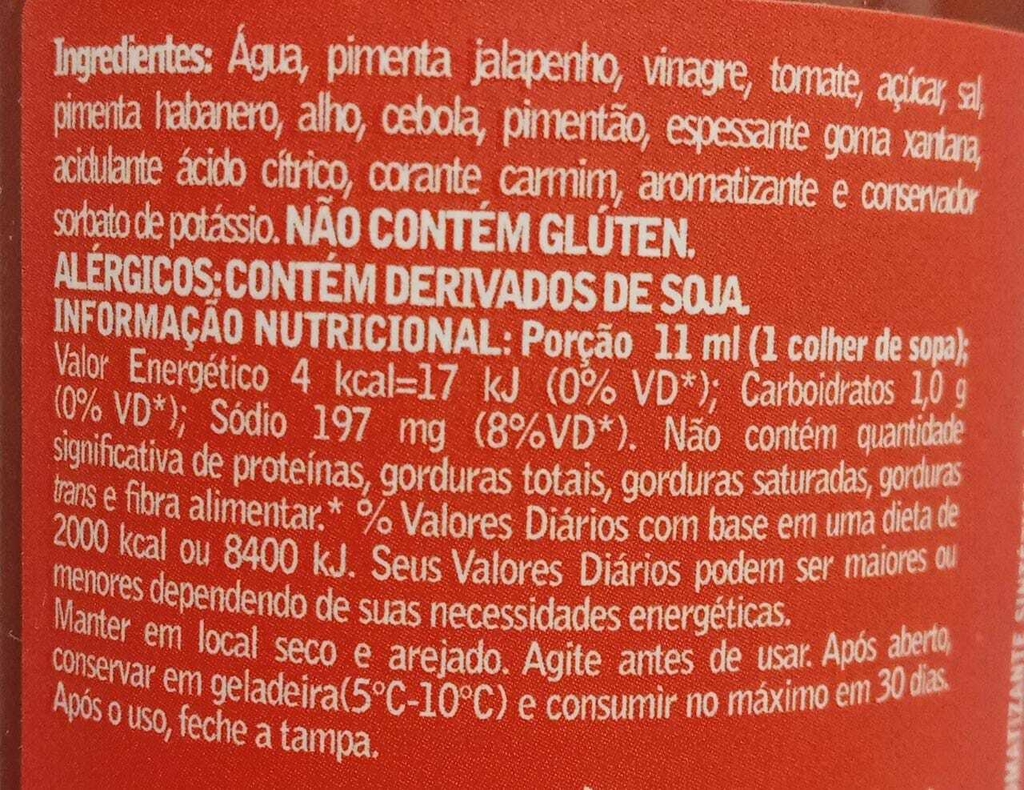 Ingredientes: Água, pimenta jalapenho, vinagre, tomate, açúcar, sal,
pimenta habanero, alho, cebola, pimentão, espessante goma xantana,
acidulante ácido cítrico, corante carmim, aromatizante e conservador
sorbato de potássio. NÃO CONTÉM GLÚTEN.
ALÉRGICOS: CONTÉM DERIVADOS DE SOJA.
INFORMAÇÃO NUTRICIONAL: Porção 11 ml (1 colher de sopa);
Valor Energético 4 kcal=17 kJ (0% VD*); Carboidratos 1,0 g
(0% VD*); Sódio 197 mg (8%VD*). Não contém quantidade
significativa de proteínas, gorduras totais, gorduras saturadas, gorduras
trans e fibra alimentar.* % Valores Diários com base em uma dieta de
2000 kcal ou 8400 kJ. Seus Valores Diários podem ser maiores ou
menores dependendo de suas necessidades energéticas.
Manter em local seco e arejado. Agite antes de usar. Após aberto,
conservar em geladeira(5°C-10°C) e consumir no máximo em 30 dias.
Após o uso, feche a tampa.